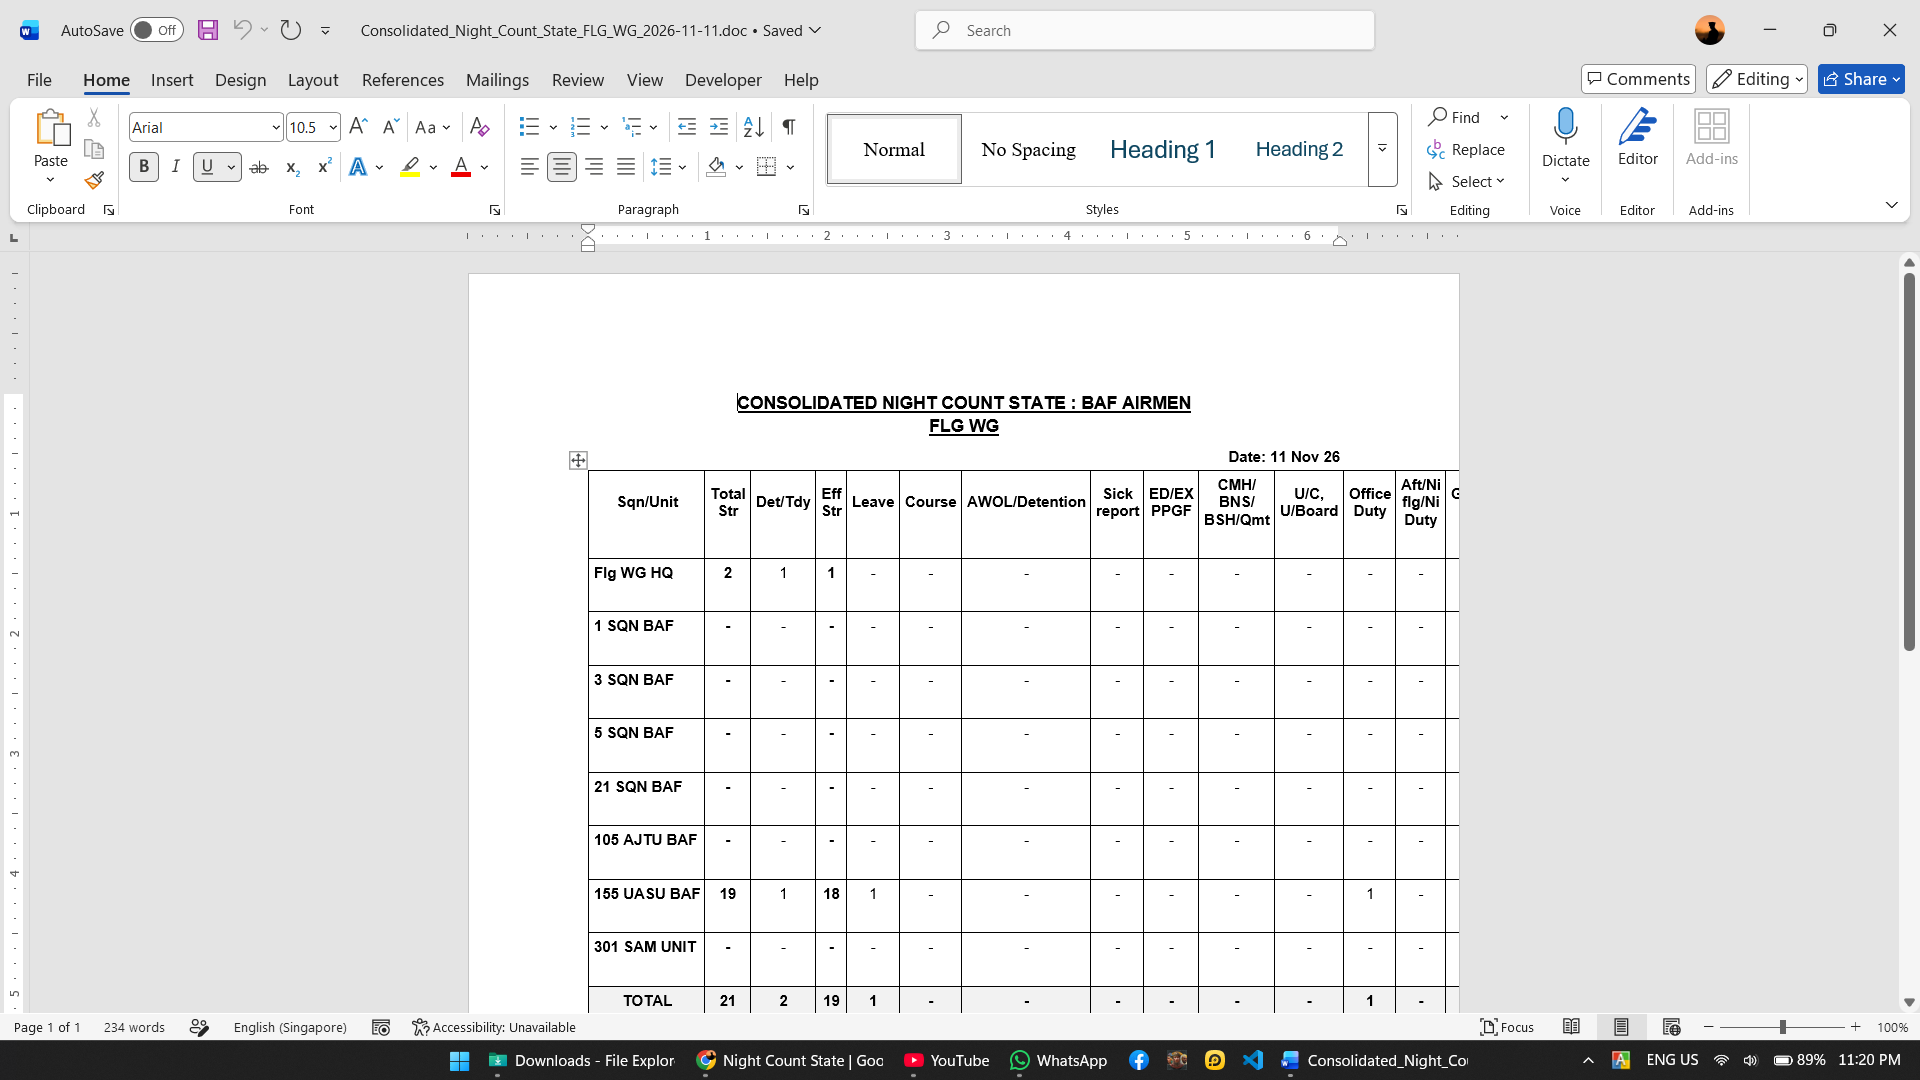 AutoSave Off Consolidated_Night_Count_State_FLG_WG_2026-11-11.doc • Saved Search
File Home Insert Design Layout References Mailings Review View Developer Help Comments Editing Share
Paste Arial 10.5 Aa Normal No Spacing Heading 1 Heading 2 Find Replace Select Dictate Editor Add-ins
Clipboard Font Paragraph Styles Editing Voice Editor Add-ins
1 2 3 4 5 6
CONSOLIDATED NIGHT COUNT STATE : BAF AIRMEN
FLG WG
Date: 11 Nov 26
Sqn/Unit Total Str Det/Tdy Eff Str Leave Course AWOL/Detention Sick report ED/EX PPGF CMH/ BNS/ BSH/Qmt U/C, U/Board Office Duty Aft/Ni flg/Ni Duty
Flg WG HQ 2 1 1 - - - - - - - - -
1 SQN BAF - - - - - - - - - - - -
3 SQN BAF - - - - - - - - - - - -
5 SQN BAF - - - - - - - - - - - -
21 SQN BAF - - - - - - - - - - - -
105 AJTU BAF - - - - - - - - - - - -
155 UASU BAF 19 1 18 1 - - - - - - 1 -
301 SAM UNIT - - - - - - - - - - - -
TOTAL 21 2 19 1 - - - - - - 1 -
Page 1 of 1 234 words English (Singapore) Accessibility: Unavailable Focus 100%
Downloads - File Explor Night Count State | Goo YouTube WhatsApp Consolidated_Night_Cou ENG US 89% 11:20 PM